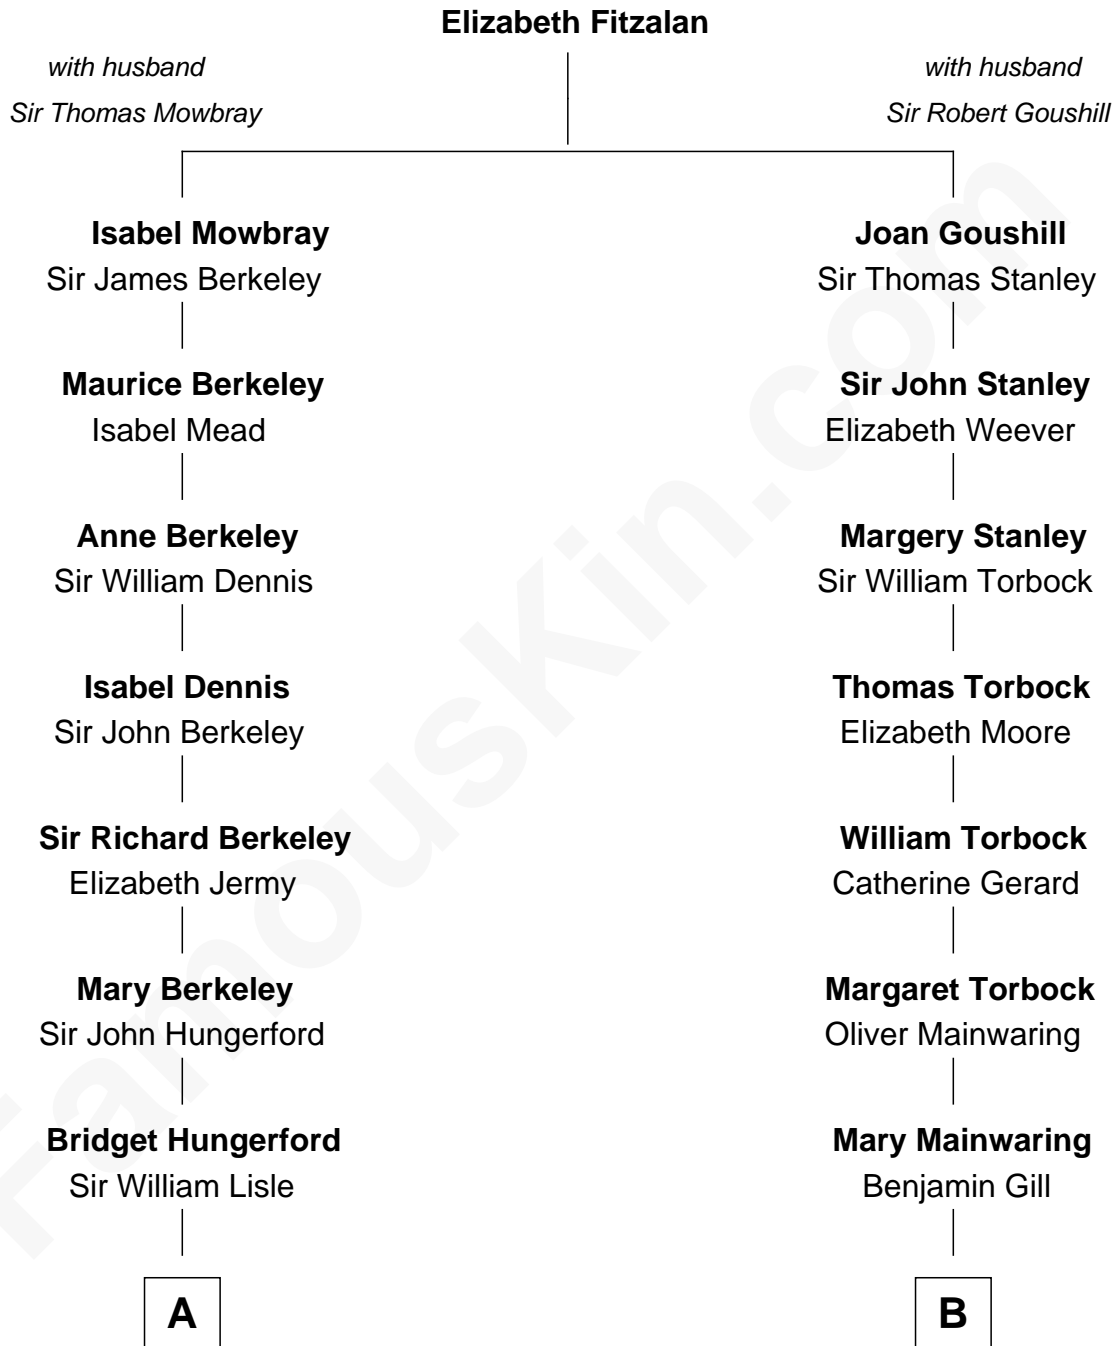 Elizabeth Fitzalan
with husband
Sir Thomas Mowbray
with husband
Sir Robert Goushill
Isabel Mowbray
Sir James Berkeley
Joan Goushill
Sir Thomas Stanley
Maurice Berkeley
Isabel Mead
Sir John Stanley
Elizabeth Weever
Anne Berkeley
Sir William Dennis
Margery Stanley
Sir William Torbock
Isabel Dennis
Sir John Berkeley
Thomas Torbock
Elizabeth Moore
Sir Richard Berkeley
Elizabeth Jermy
William Torbock
Catherine Gerard
Mary Berkeley
Sir John Hungerford
Margaret Torbock
Oliver Mainwaring
Bridget Hungerford
Sir William Lisle
Mary Mainwaring
Benjamin Gill
A
B
FamousKin.com